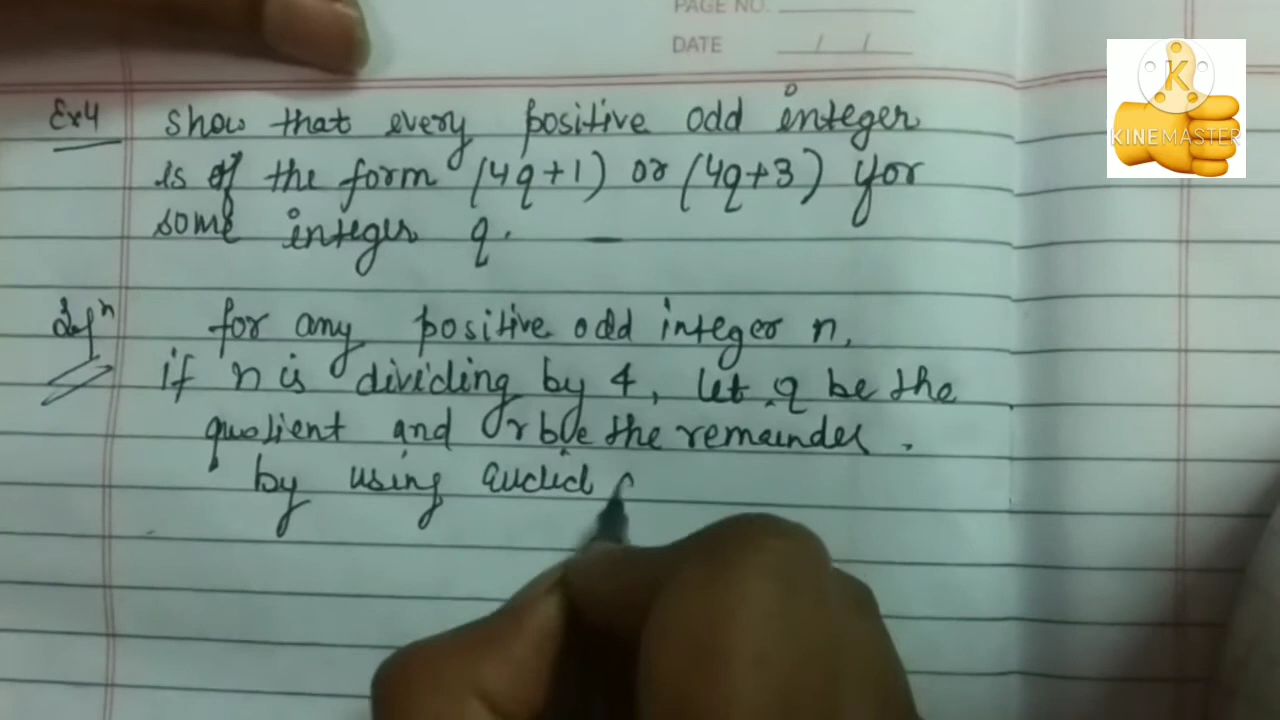 PAGE NO.
DATE / /
K
KINEMASTER
Ex4 Show that every positive odd integer
is of the form (4q+1) or (4q+3) for
some integer q.
Solⁿ for any positive odd integer n,
if n is dividing by 4, let q be the
quotient and r be the remainder.
by using Euclid